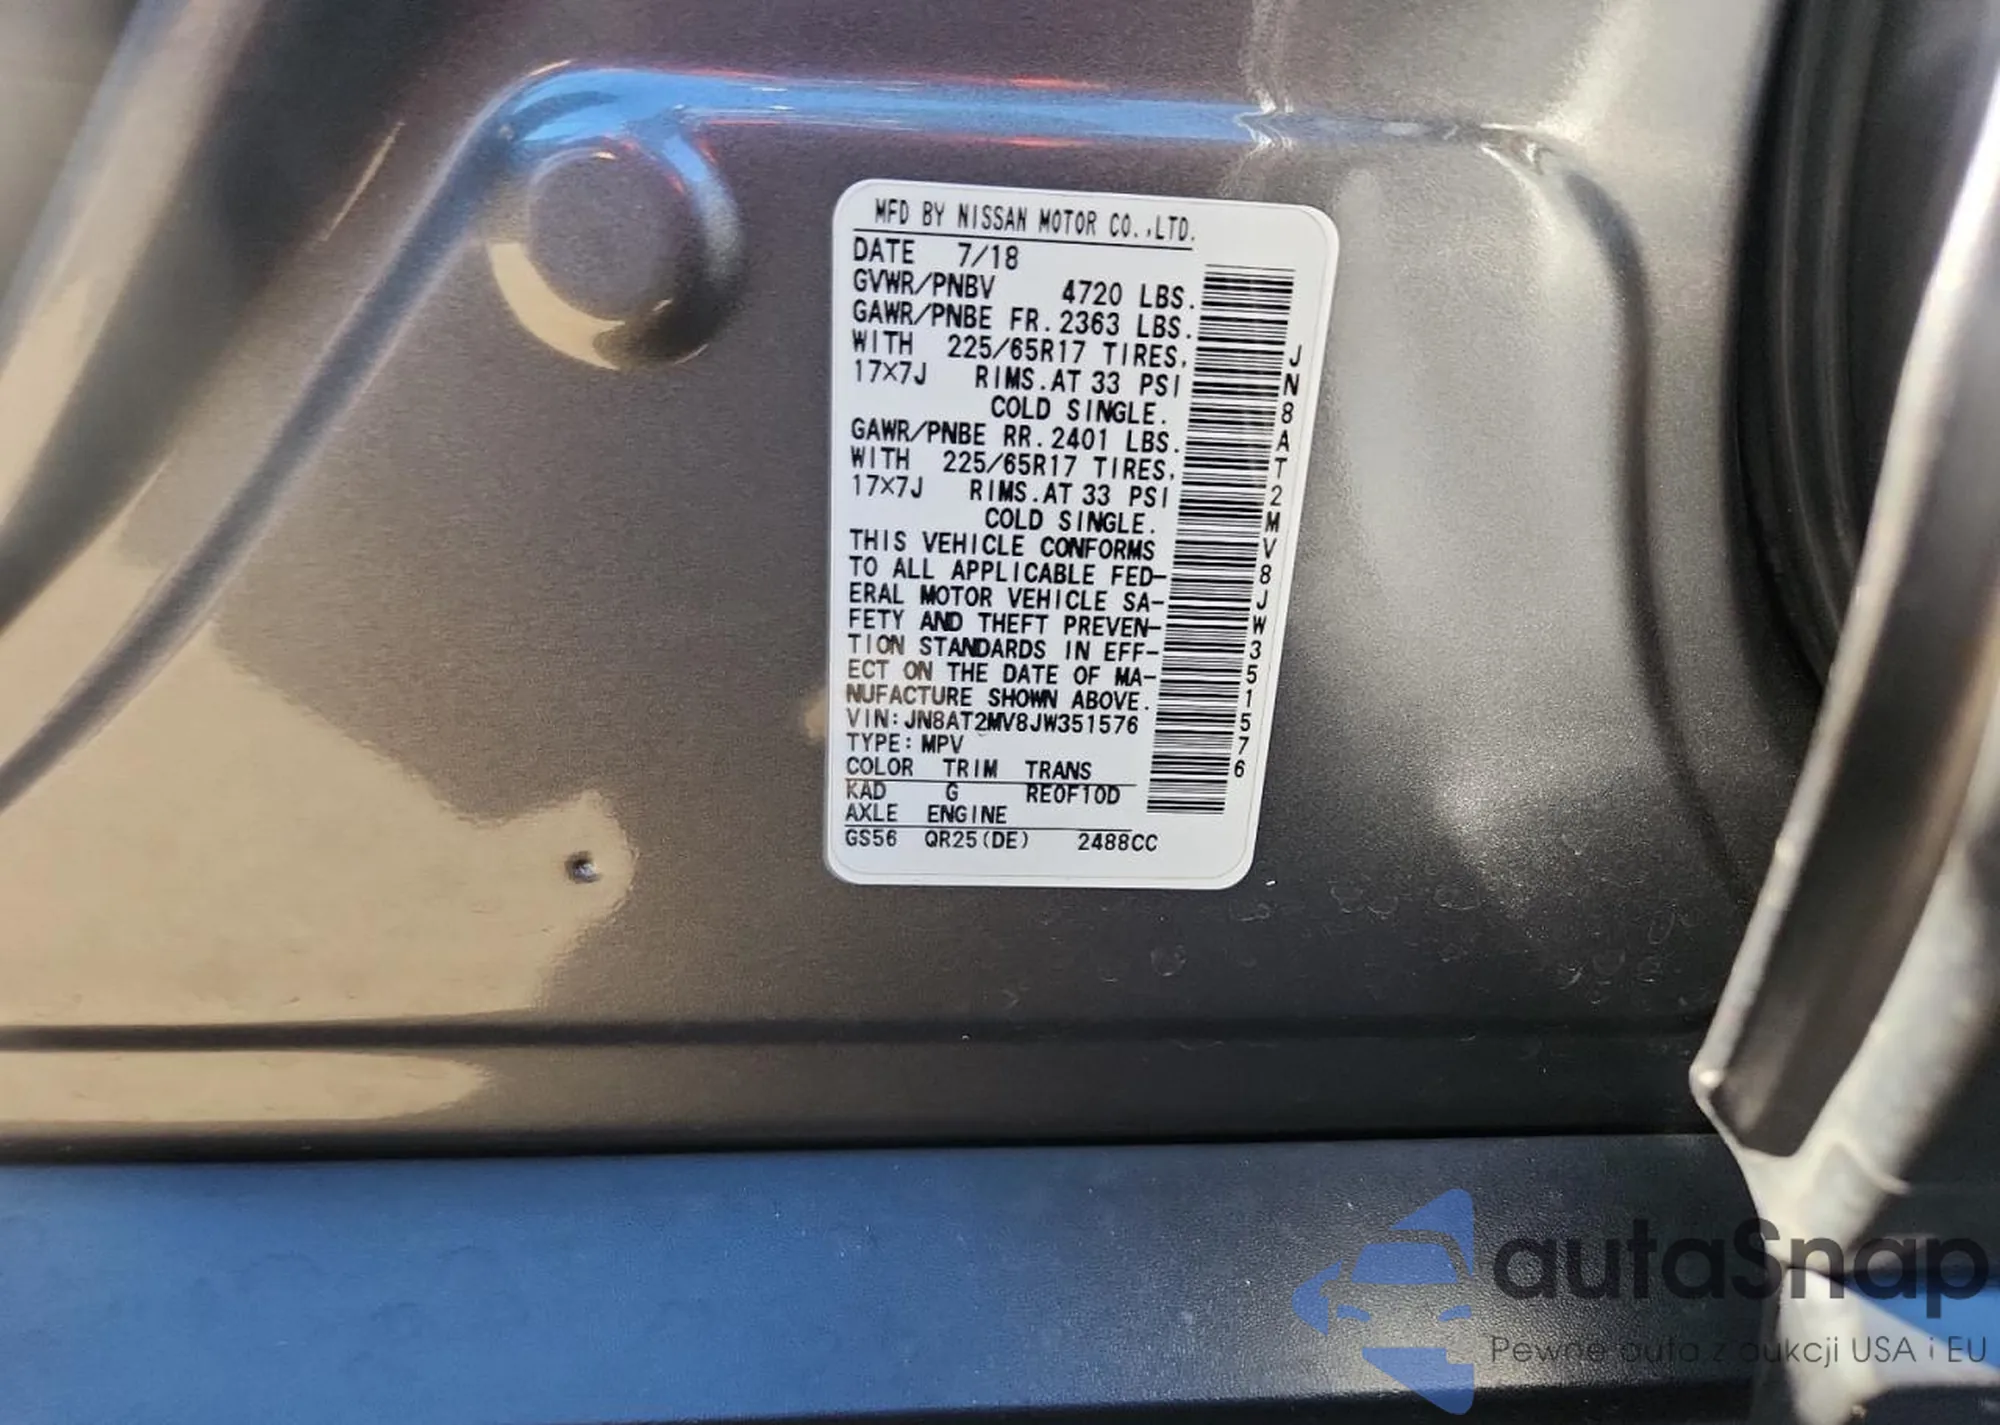 MFD BY NISSAN MOTOR CO.,LTD.
DATE 7/18
GVWR/PNBV 4720 LBS.
GAWR/PNBE FR. 2363 LBS.
WITH 225/65R17 TIRES,
17×7J RIMS. AT 33 PSI
COLD SINGLE.
GAWR/PNBE RR. 2401 LBS.
WITH 225/65R17 TIRES,
17×7J RIMS. AT 33 PSI
COLD SINGLE.
THIS VEHICLE CONFORMS
TO ALL APPLICABLE FED-
ERAL MOTOR VEHICLE SA-
FETY AND THEFT PREVEN-
TION STANDARDS IN EFF-
ECT ON THE DATE OF MA-
NUFACTURE SHOWN ABOVE.
VIN: JN8AT2MV8JW351576
TYPE: MPV
COLOR TRIM TRANS
KAD G RE0F10D
AXLE ENGINE
GS56 QR25(DE) 2488CC
JN8AT2MV8JW351576
autaSnap
Pewne auta z aukcji USA i EU